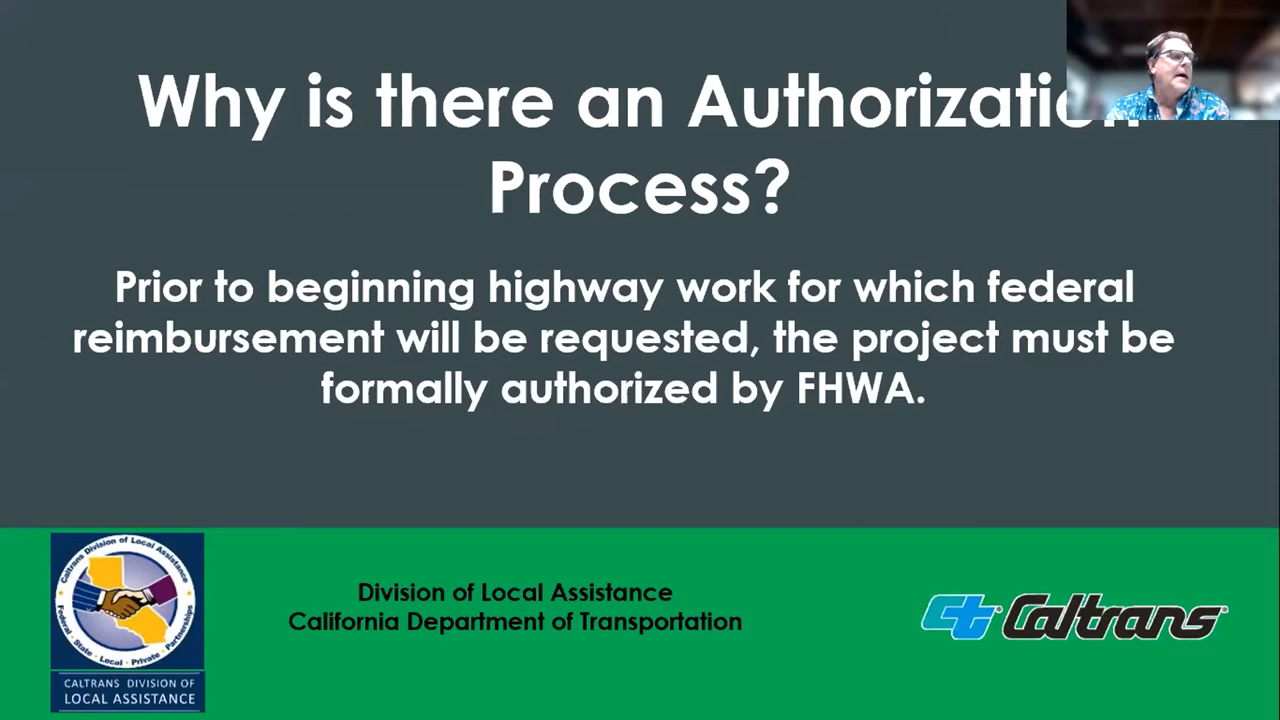 Why is there an Authorization
Process?
Prior to beginning highway work for which federal
reimbursement will be requested, the project must be
formally authorized by FHWA.
Caltrans Division of Local Assistance
Federal - State - Local - Private - Partnerships
CALTRANS DIVISION OF
LOCAL ASSISTANCE
Division of Local Assistance
California Department of Transportation
ct Caltrans